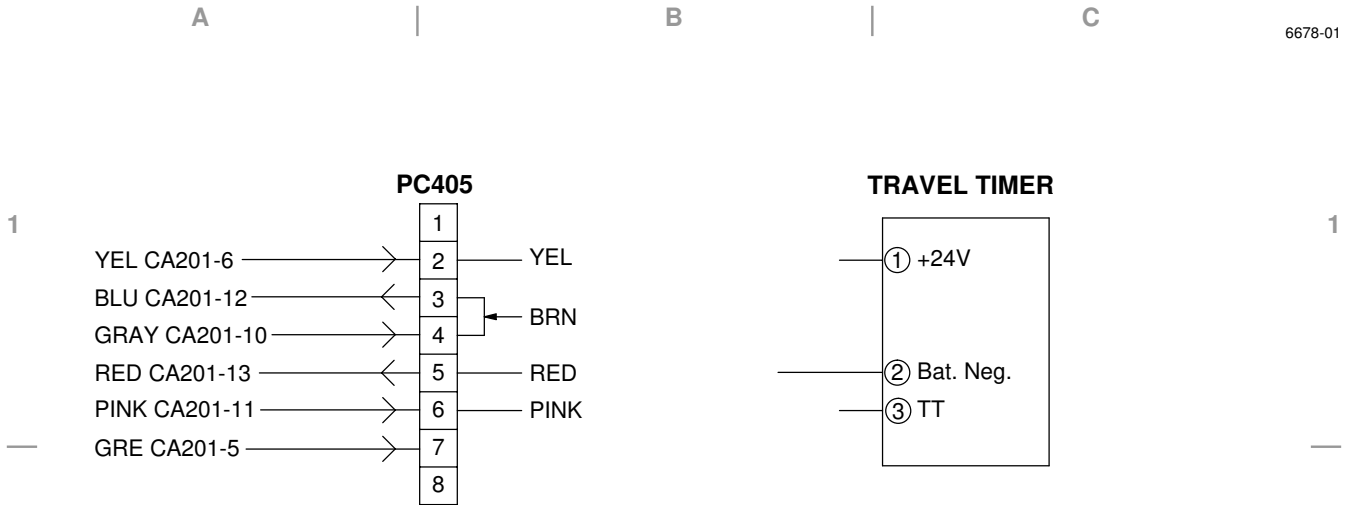 A B C
6678-01
PC405 TRAVEL TIMER
1 1
1
YEL CA201-6 2 YEL 1 +24V
BLU CA201-12 3
BRN
GRAY CA201-10 4
RED CA201-13 5 RED 2 Bat. Neg.
PINK CA201-11 6 PINK 3 TT
GRE CA201-5 7
8